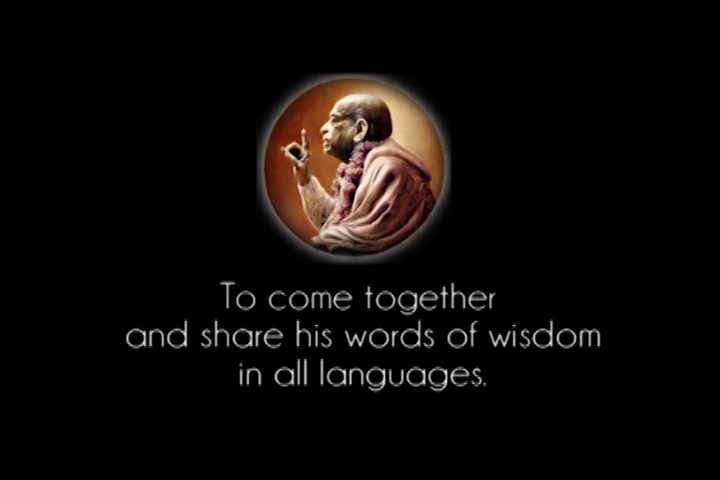 To come together
and share his words of wisdom
in all languages.